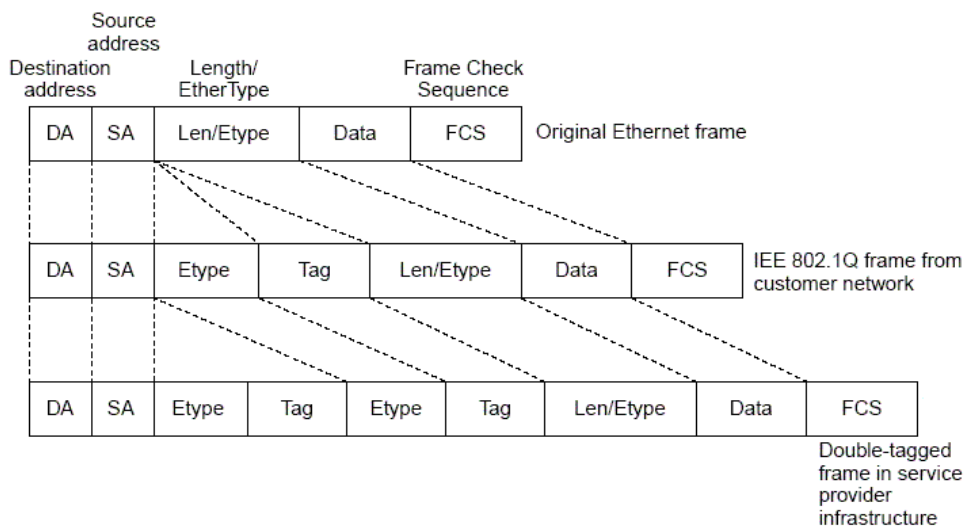 Source
address
Destination
address
Length/
EtherType
Frame Check
Sequence
DA SA Len/Etype Data FCS Original Ethernet frame
DA SA Etype Tag Len/Etype Data FCS
IEE 802.1Q frame from
customer network
DA SA Etype Tag Etype Tag Len/Etype Data FCS
Double-tagged
frame in service
provider
infrastructure